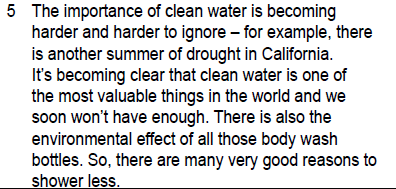 5 The importance of clean water is becoming
harder and harder to ignore – for example, there
is another summer of drought in California.
It's becoming clear that clean water is one of
the most valuable things in the world and we
soon won't have enough. There is also the
environmental effect of all those body wash
bottles. So, there are many very good reasons to
shower less.